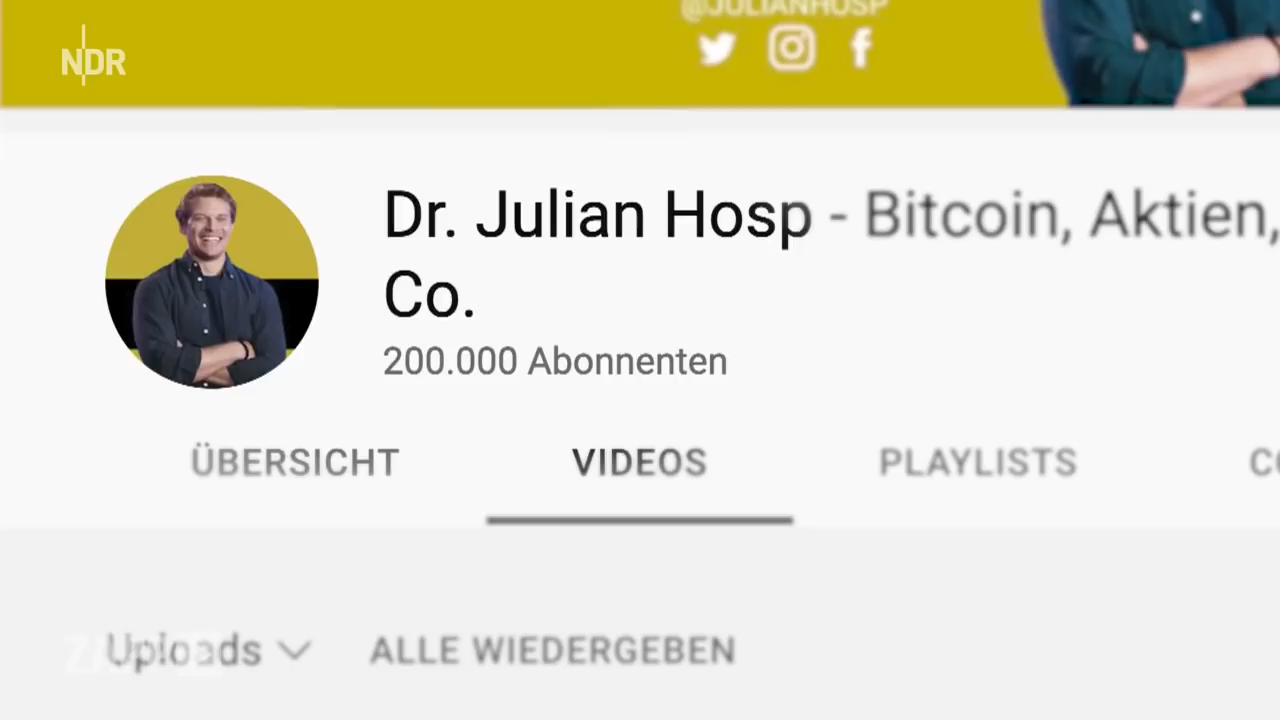 @JULIANHOSP
NDR
Dr. Julian Hosp - Bitcoin, Aktien,
Co.
200.000 Abonnenten
ÜBERSICHT VIDEOS PLAYLISTS
Uploads ALLE WIEDERGEBEN